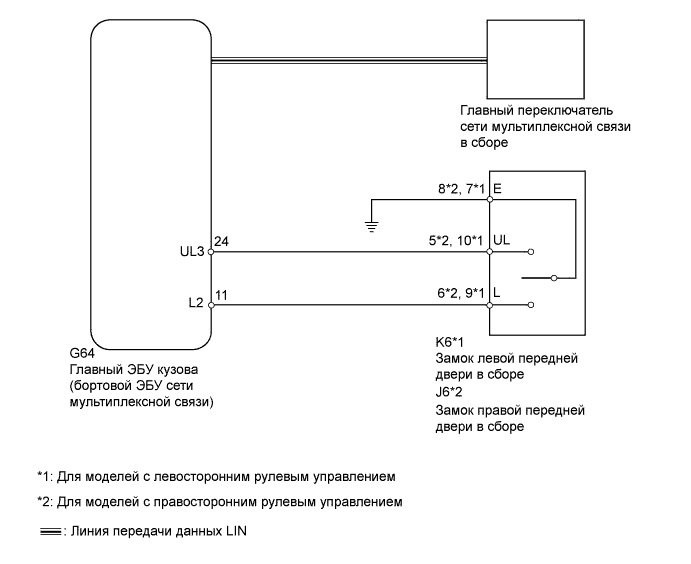 Главный переключатель
сети мультиплексной связи
в сборе
8*2, 7*1 E
UL3 24 5*2, 10*1 UL
L2 11 6*2, 9*1 L
G64
Главный ЭБУ кузова
(бортовой ЭБУ сети
мультиплексной связи)
K6*1
Замок левой передней
двери в сборе
J6*2
Замок правой передней
двери в сборе
*1: Для моделей с левосторонним рулевым управлением
*2: Для моделей с правосторонним рулевым управлением
: Линия передачи данных LIN